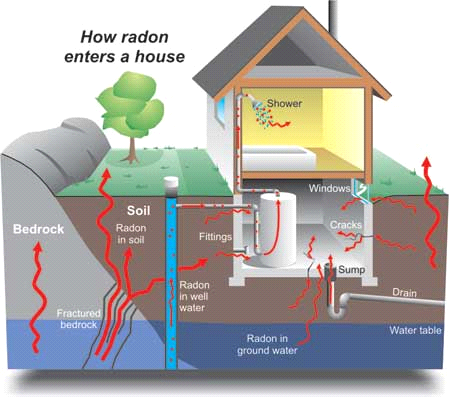 How radon
enters a house
Shower
Windows
Soil
Bedrock
Radon
in soil
Fittings
Cracks
Sump
Radon
in well
water
Drain
Fractured
bedrock
Water table
Radon in
ground water